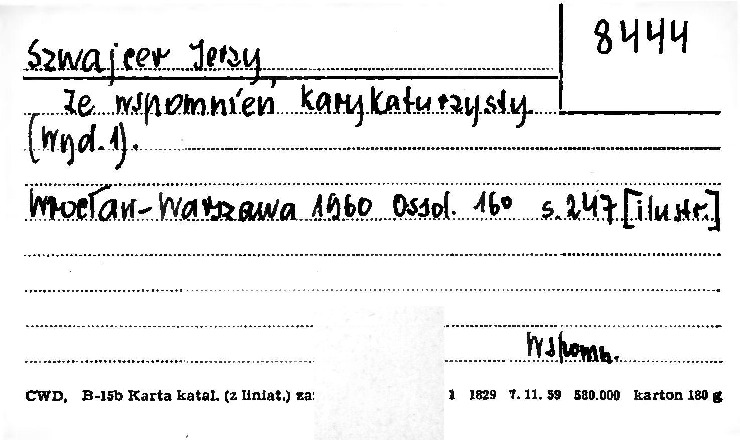 8444
Szwajcer Jerzy
Ze wspomnień karykaturzysty
(Wyd. 1).
Wrocław-Warszawa 1960 Ossol. 16° s. 247 [ilustr.]
Wspomn.
CWD, B-15b Karta katal. (z liniat.) za: 1 1829 7. 11. 59 580.000 karton 180 g